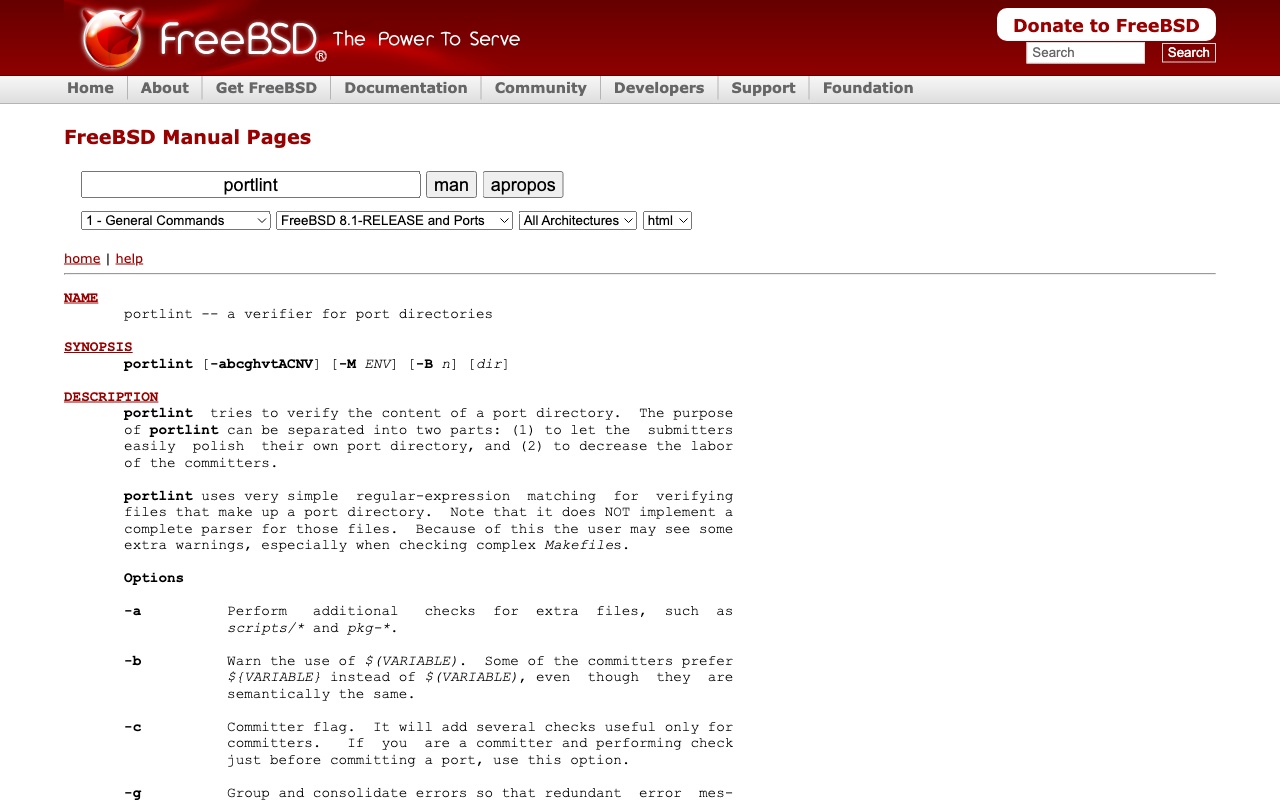 FreeBSD® The Power To Serve
Donate to FreeBSD
Search Search
Home About Get FreeBSD Documentation Community Developers Support Foundation
FreeBSD Manual Pages
portlint man apropos
1 - General Commands FreeBSD 8.1-RELEASE and Ports All Architectures html
home | help
NAME
portlint -- a verifier for port directories
SYNOPSIS
portlint [-abcghvtACNV] [-M ENV] [-B n] [dir]
DESCRIPTION
portlint tries to verify the content of a port directory. The purpose
of portlint can be separated into two parts: (1) to let the submitters
easily polish their own port directory, and (2) to decrease the labor
of the committers.
portlint uses very simple regular-expression matching for verifying
files that make up a port directory. Note that it does NOT implement a
complete parser for those files. Because of this the user may see some
extra warnings, especially when checking complex Makefiles.
Options
-a Perform additional checks for extra files, such as
scripts/* and pkg-*.
-b Warn the use of $(VARIABLE). Some of the committers prefer
${VARIABLE} instead of $(VARIABLE), even though they are
semantically the same.
-c Committer flag. It will add several checks useful only for
committers. If you are a committer and performing check
just before committing a port, use this option.
-g Group and consolidate errors so that redundant error mes-